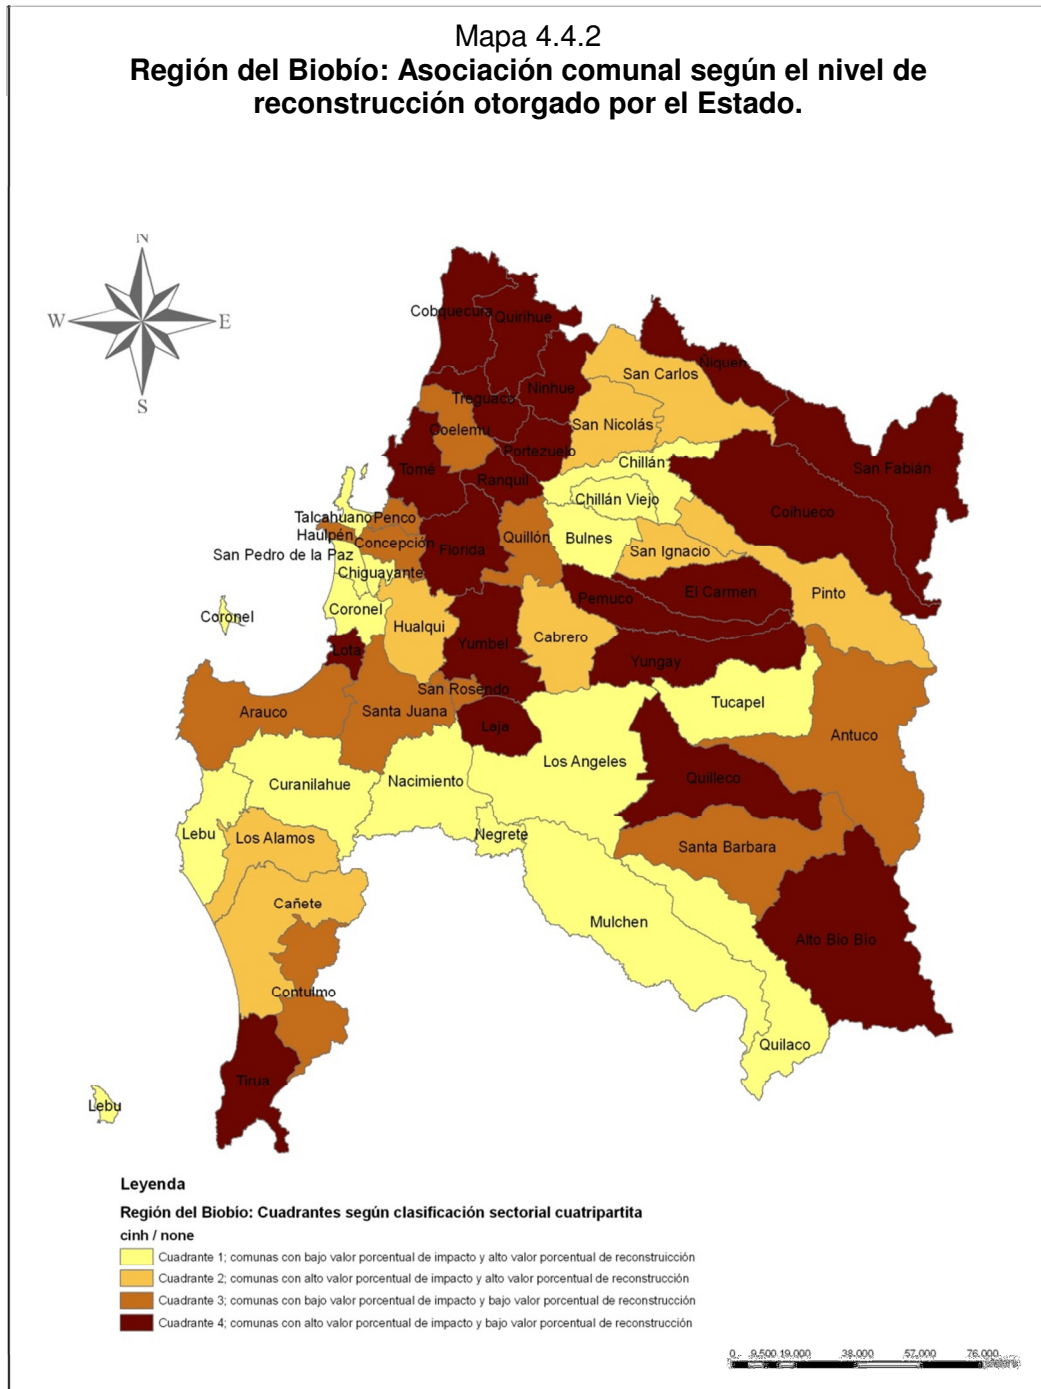 Mapa 4.4.2
Región del Biobío: Asociación comunal según el nivel de
reconstrucción otorgado por el Estado.
N
W
E
S
Cobquecura
Quirihue
Ñiquen
San Carlos
Ninhue
Treguaco
San Nicolás
Coelemu
Portezuelo
Chillán
San Fabián
Tomé
Ranquil
Chillán Viejo
Coihueco
Talcahuano
Penco
Haulpén
Concepción
Florida
Quillón
Bulnes
San Ignacio
San Pedro de la Paz
Chiguayante
Pemuco
El Carmen
Pinto
Coronel
Coronel
Hualqui
Yumbel
Cabrero
Lota
Yungay
San Rosendo
Arauco
Santa Juana
Laja
Tucapel
Antuco
Los Angeles
Curanilahue
Nacimiento
Quilleco
Lebu
Los Alamos
Negrete
Santa Barbara
Cañete
Mulchen
Alto Bio Bío
Contulmo
Quilaco
Tirua
Lebu
Leyenda
Región del Biobío: Cuadrantes según clasificación sectorial cuatripartita
cinh / none
Cuadrante 1; comunas con bajo valor porcentual de impacto y alto valor porcentual de reconstruicción
Cuadrante 2; comunas con alto valor porcentual de impacto y alto valor porcentual de reconstrucción
Cuadrante 3; comunas con bajo valor porcentual de impacto y bajo valor porcentual de reconstrucción
Cuadrante 4; comunas con alto valor porcentual de impacto y bajo valor porcentual de reconstrucción
0 9.500 19.000 38.000 57.000 76.000